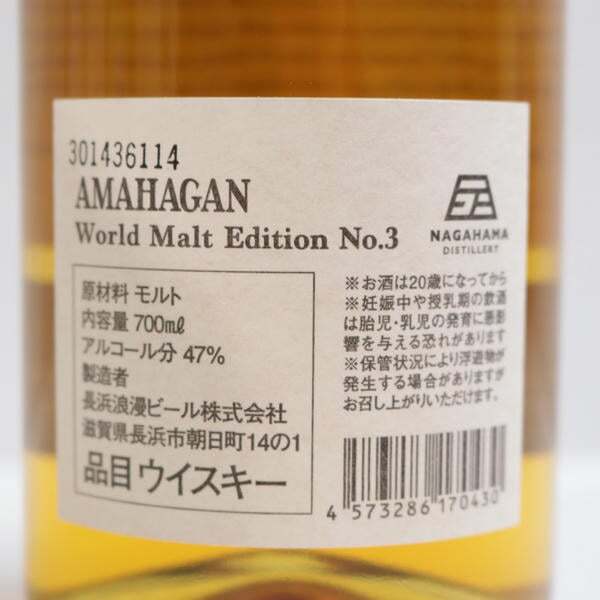 301436114
AMAHAGAN
World Malt Edition No.3
NAGAHAMA
DISTILLERY
原材料 モルト
内容量 700mℓ
アルコール分 47%
製造者
長浜浪漫ビール株式会社
滋賀県長浜市朝日町14の1
品目 ウイスキー
※お酒は20歳になってから
※妊娠中や授乳期の飲酒
は胎児・乳児の発育に悪影
響を与える恐れがあります
※保管状況により浮遊物が
発生する場合がありますが
お召し上がりいただけます。
4 573286 170430